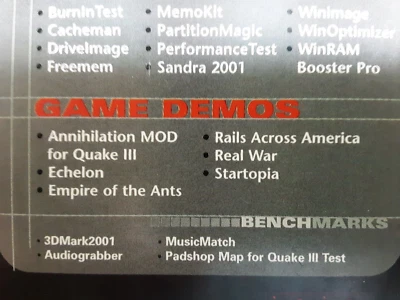 • BurnInTest
• Cacheman
• DriveImage
• Freemem
• MemoKit
• PartitionMagic
• PerformanceTest
Sandra 2001
• WinImage
• WinOptimizer
• WinRAM
Booster Pro
GAME DEMOS
• Annihilation MOD
for Quake III
• Echelon
• Empire of the Ants
• Rails Across America
• Real War
• Startopia
BENCHMARKS
• 3DMark2001
• Audiograbber
• MusicMatch
• Padshop Map for Quake III Test